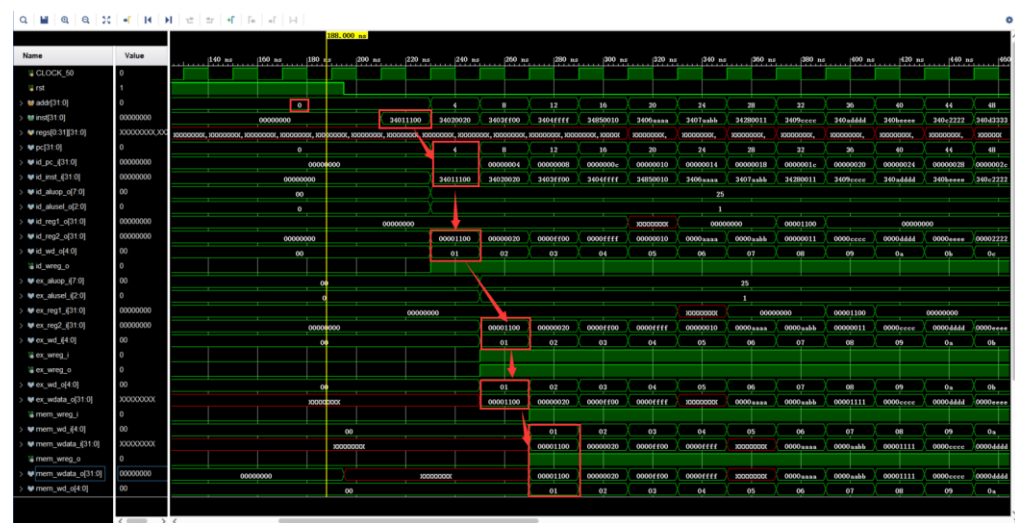 188.000 ns
Name Value
140 ns 160 ns 180 ns 200 ns 220 ns 240 ns 260 ns 280 ns 300 ns 320 ns 340 ns 360 ns 380 ns 400 ns 420 ns 440 ns 460
CLOCK_50 0
rst 1
addr[31:0] 0 0 4 8 12 16 20 24 28 32 36 40 44 48
inst[31:0] 00000000 00000000 34011100 34020020 3403ff00 3404ffff 34850010 3406aaaa 3407aabb 34280011 3409cccc 340adddd 340beeee 340c2222 340d3333
regs[0:31][31:0] XXXXXXXX,XXX
pc[31:0] 0 0 4 8 12 16 20 24 28 32 36 40 44 48
id_pc_i[31:0] 00000000 00000000 00000004 00000008 0000000c 00000010 00000014 00000018 0000001c 00000020 00000024 00000028 0000002c
id_inst_i[31:0] 00000000 00000000 34011100 34020020 3403ff00 3404ffff 34850010 3406aaaa 3407aabb 34280011 3409cccc 340adddd 340beeee 340c2222
id_aluop_o[7:0] 00 00 25
id_alusel_o[2:0] 0 0 1
id_reg1_o[31:0] 00000000 00000000 XXXXXXXX 00000000 00001100 00000000
id_reg2_o[31:0] 00000000 00000000 00001100 00000020 0000ff00 0000ffff 00000010 0000aaaa 0000aabb 00000011 0000cccc 0000dddd 0000eeee 00002222
id_wd_o[4:0] 00 00 01 02 03 04 05 06 07 08 09 0a 0b 0c
id_wreg_o 0
ex_aluop_i[7:0] 00 00 25
ex_alusel_i[2:0] 0 0 1
ex_reg1_i[31:0] 00000000 00000000 XXXXXXXX 00000000 00001100 00000000
ex_reg2_i[31:0] 00000000 00000000 00001100 00000020 0000ff00 0000ffff 00000010 0000aaaa 0000aabb 00000011 0000cccc 0000dddd 0000eeee
ex_wd_i[4:0] 00 00 01 02 03 04 05 06 07 08 09 0a 0b
ex_wreg_i 0
ex_wreg_o 0
ex_wd_o[4:0] 00 00 01 02 03 04 05 06 07 08 09 0a 0b
ex_wdata_o[31:0] XXXXXXXX XXXXXXXX 00001100 00000020 0000ff00 0000ffff XXXXXXXX 0000aaaa 0000aabb 00001111 0000cccc 0000dddd 0000eeee
mem_wreg_i 0
mem_wd_i[4:0] 00 00 01 02 03 04 05 06 07 08 09 0a
mem_wdata_i[31:0] XXXXXXXX XXXXXXXX 00001100 00000020 0000ff00 0000ffff XXXXXXXX 0000aaaa 0000aabb 00001111 0000cccc 0000dddd
mem_wreg_o 0
mem_wdata_o[31:0] 00000000 00000000 XXXXXXXX 00001100 00000020 0000ff00 0000ffff XXXXXXXX 0000aaaa 0000aabb 00001111 0000cccc 0000dddd
mem_wd_o[4:0] 00 00 01 02 03 04 05 06 07 08 09 0a